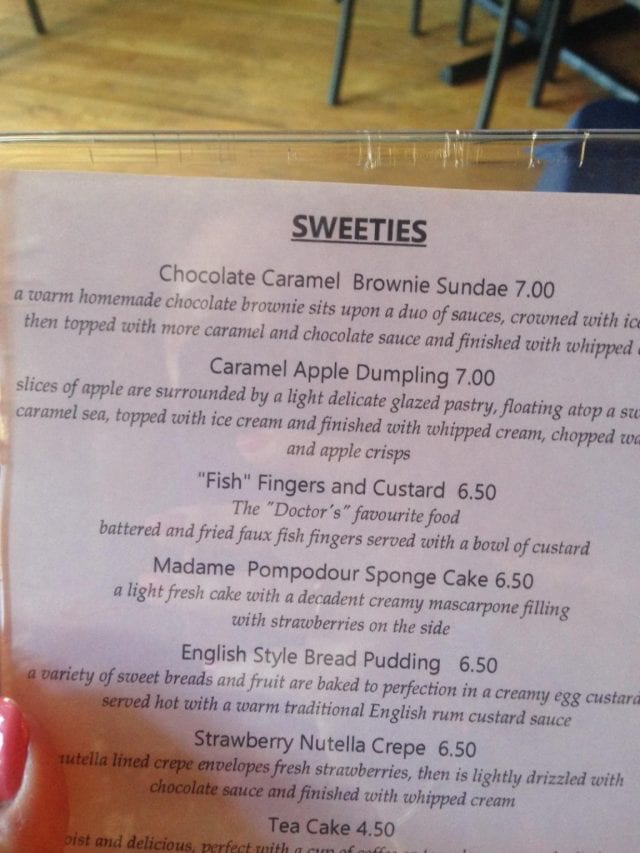 SWEETIES
Chocolate Caramel Brownie Sundae 7.00
a warm homemade chocolate brownie sits upon a duo of sauces, crowned with
then topped with more caramel and chocolate sauce and finished with whipped
Caramel Apple Dumpling 7.00
slices of apple are surrounded by a light delicate glazed pastry, floating atop a
caramel sea, topped with ice cream and finished with whipped cream, chopped
and apple crisps
"Fish" Fingers and Custard 6.50
The "Doctor's" favourite food
battered and fried faux fish fingers served with a bowl of custard
Madame Pompodour Sponge Cake 6.50
a light fresh cake with a decadent creamy mascarpone filling
with strawberries on the side
English Style Bread Pudding 6.50
a variety of sweet breads and fruit are baked to perfection in a creamy egg custard
served hot with a warm traditional English rum custard sauce
Strawberry Nutella Crepe 6.50
nutella lined crepe envelopes fresh strawberries, then is lightly drizzled with
chocolate sauce and finished with whipped cream
Tea Cake 4.50
and delicious, perfect with a cup of